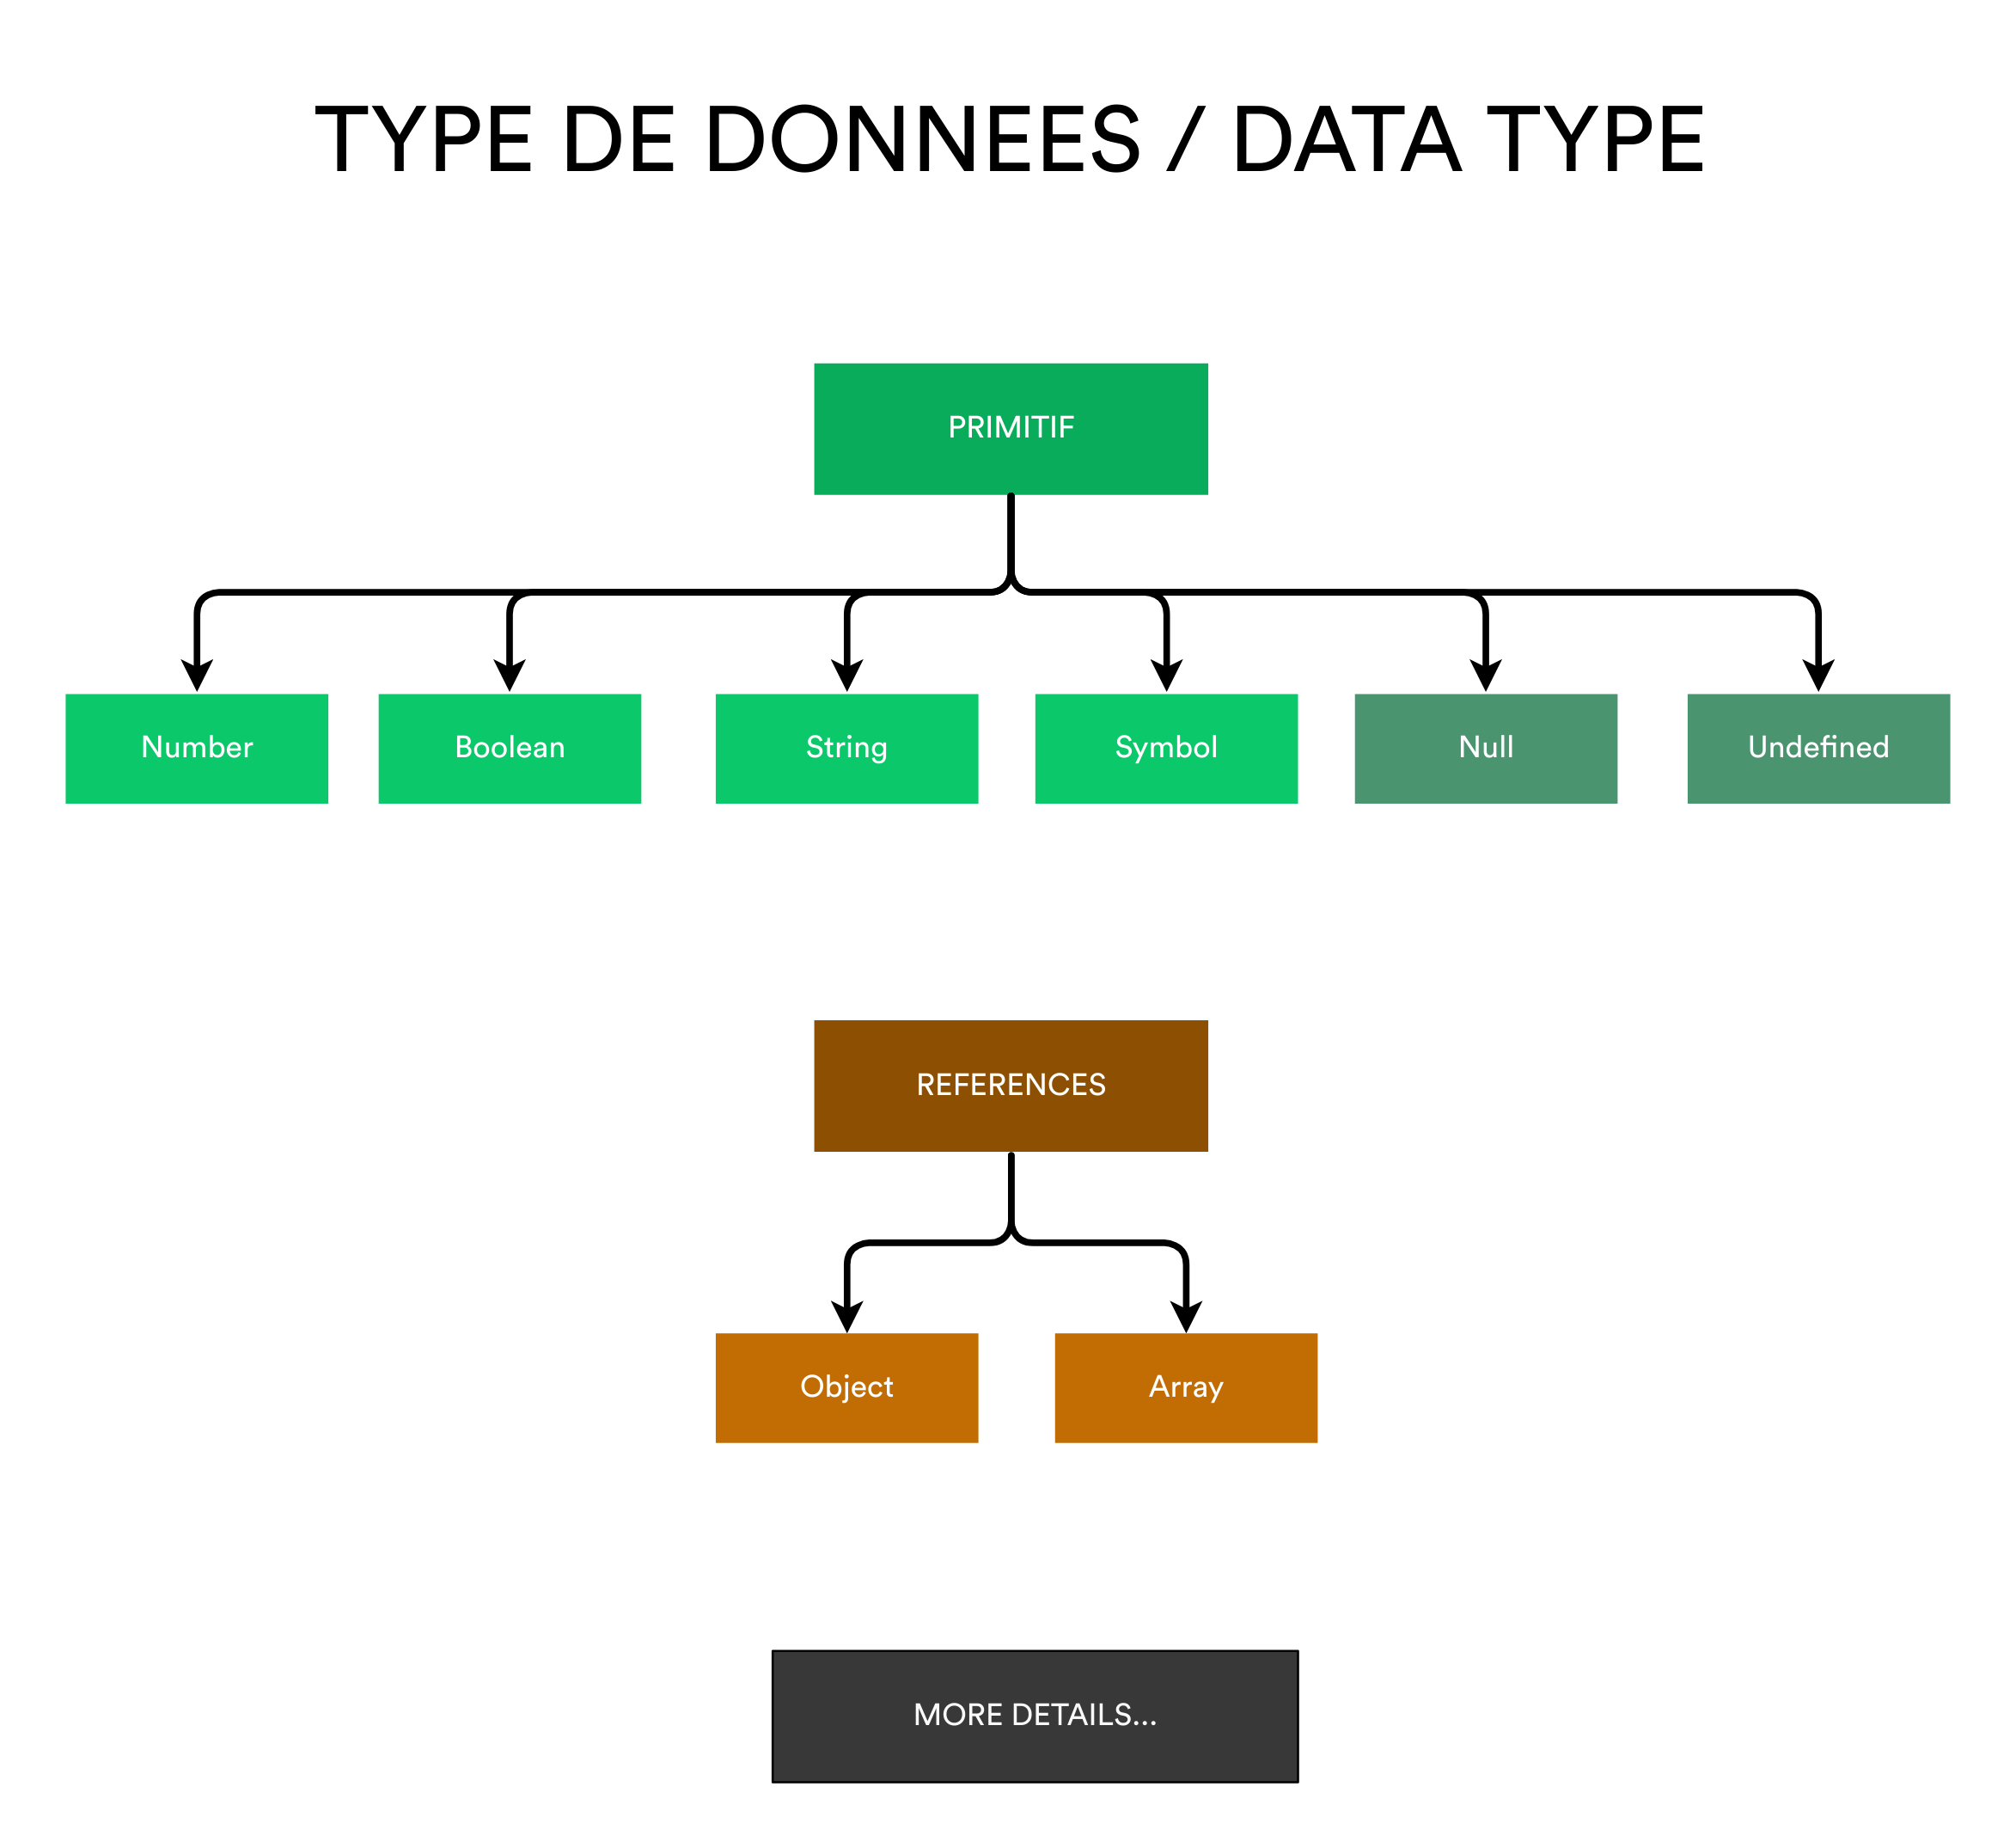 TYPE DE DONNEES / DATA TYPE
PRIMITIF
Number
Boolean
String
Symbol
Null
Undefined
REFERENCES
Object
Array
MORE DETAILS...